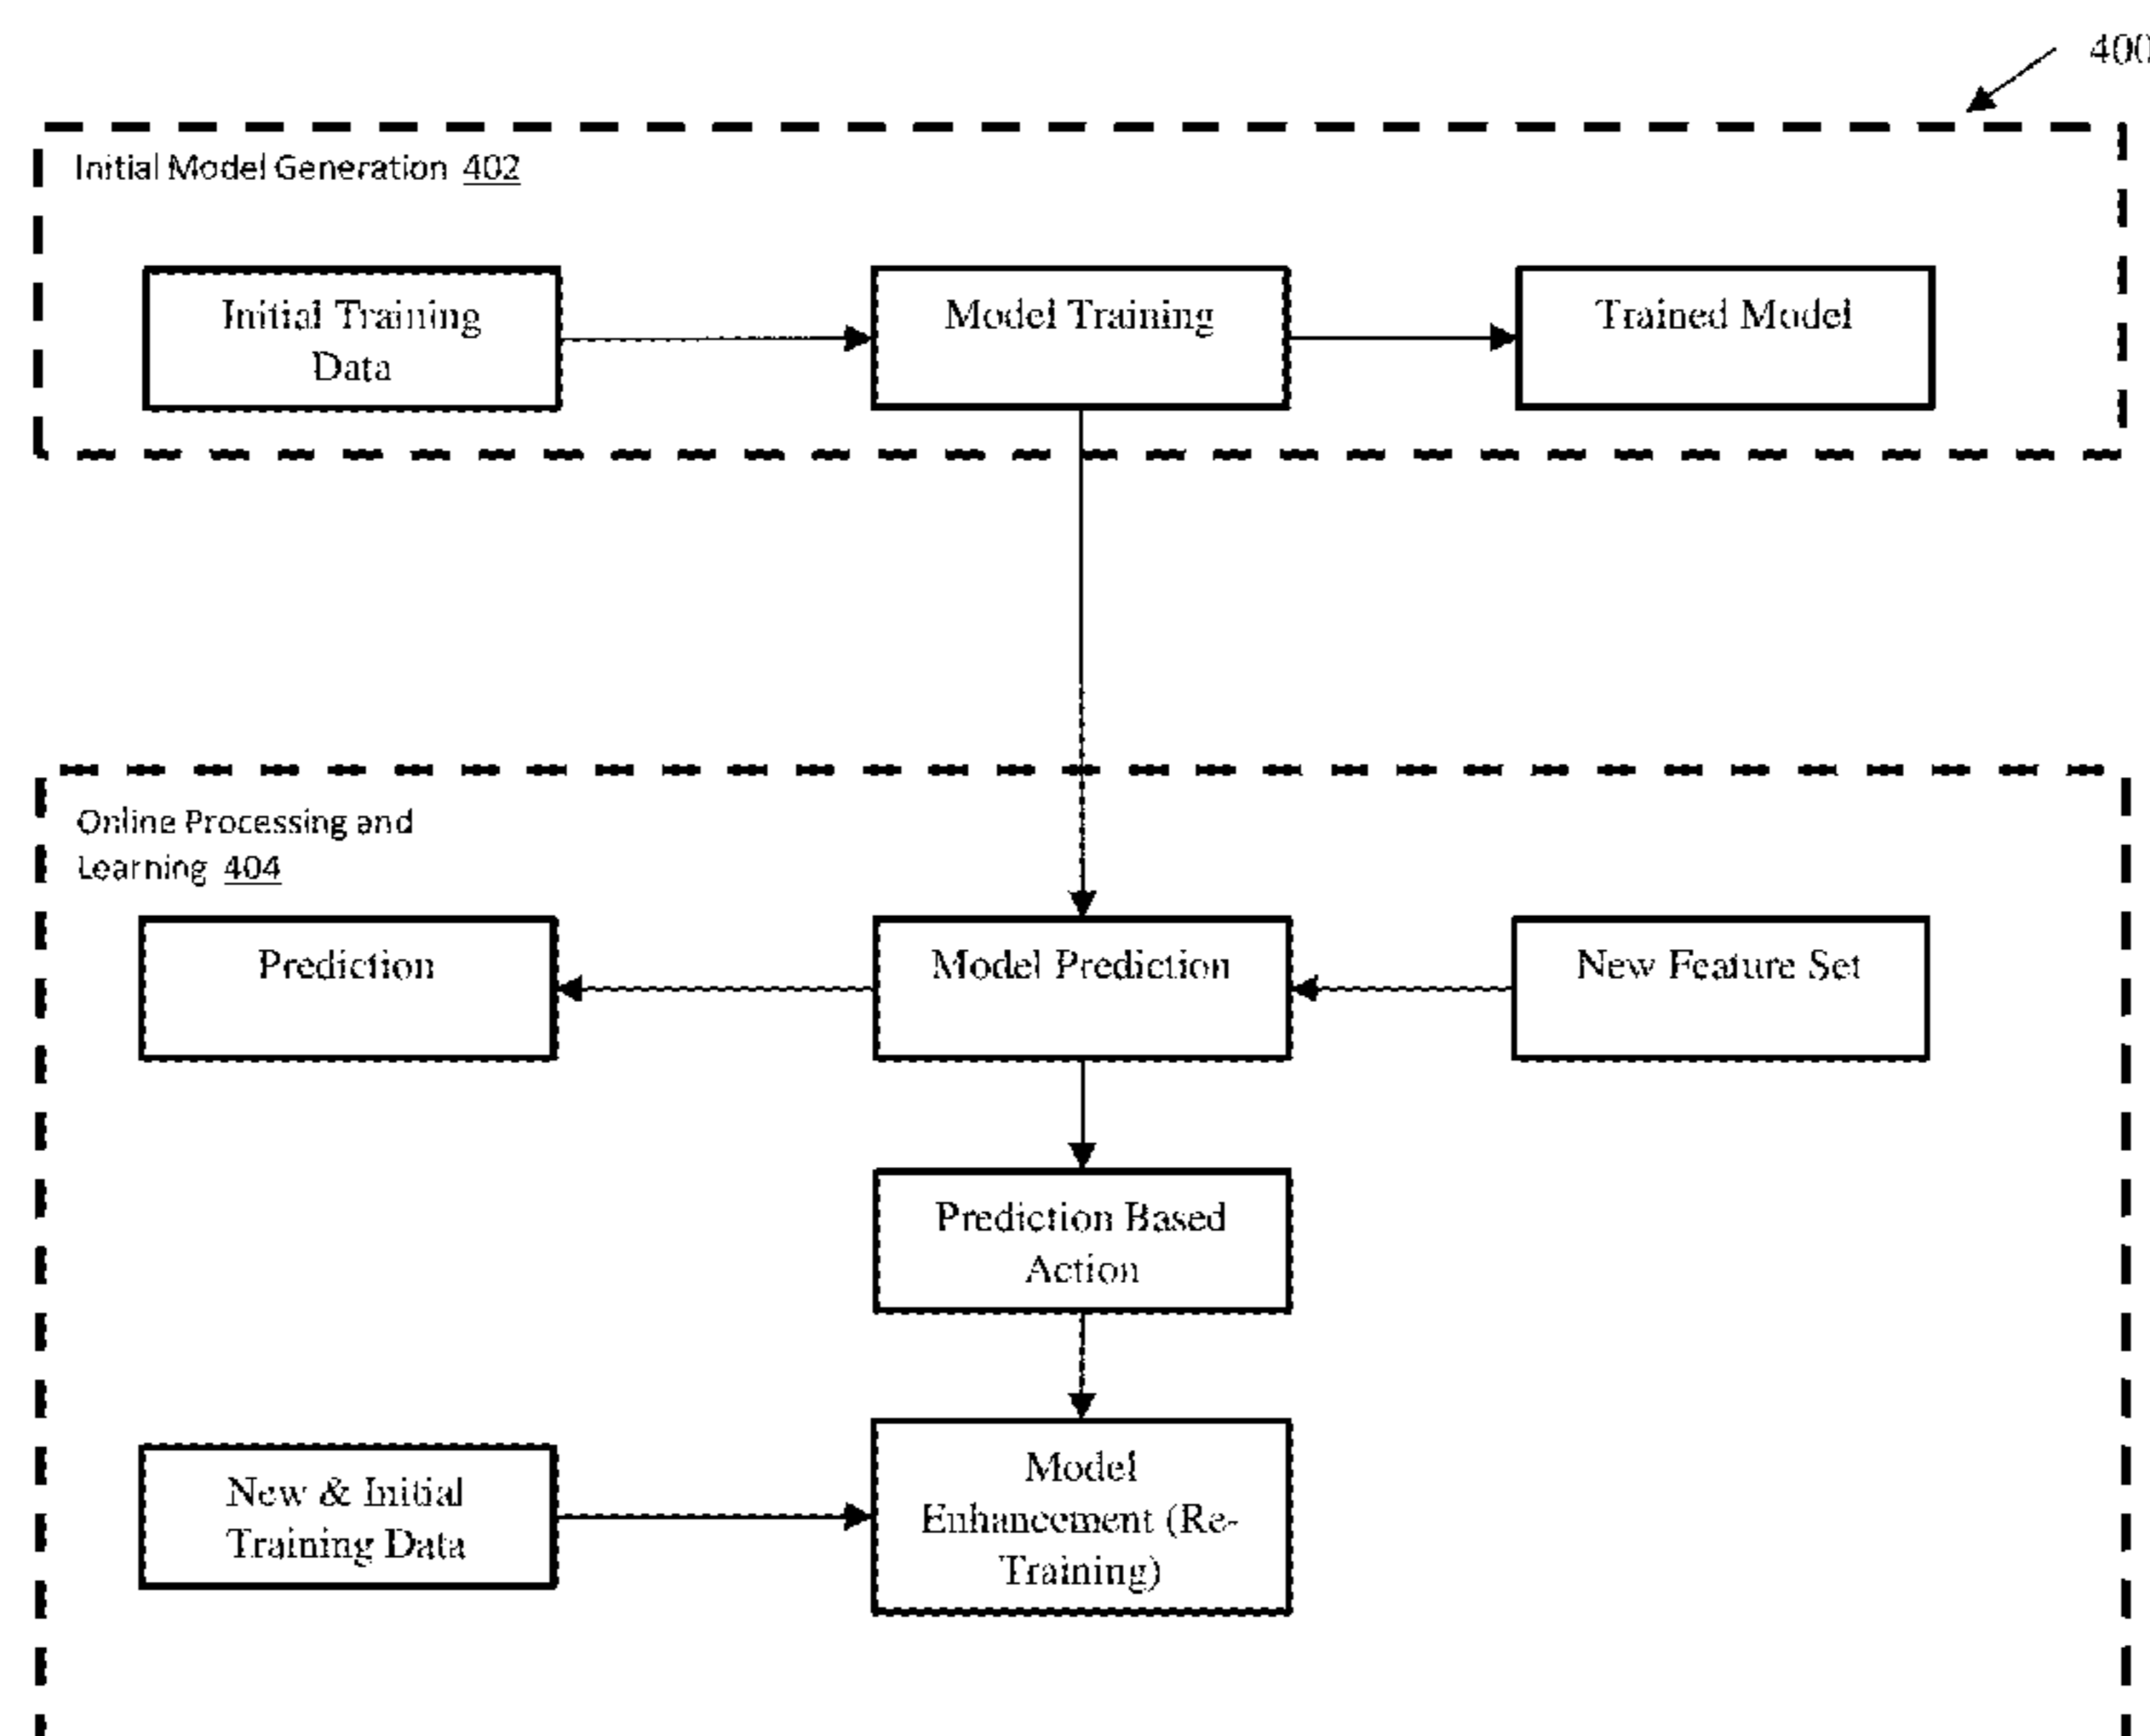 400
Initial Model Generation 402
Initial Training
Data
Model Training
Trained Model
Online Processing and
Learning 404
Prediction
Model Prediction
New Feature Set
Prediction Based
Action
New & Initial
Training Data
Model
Enhancement (Re-
Training)